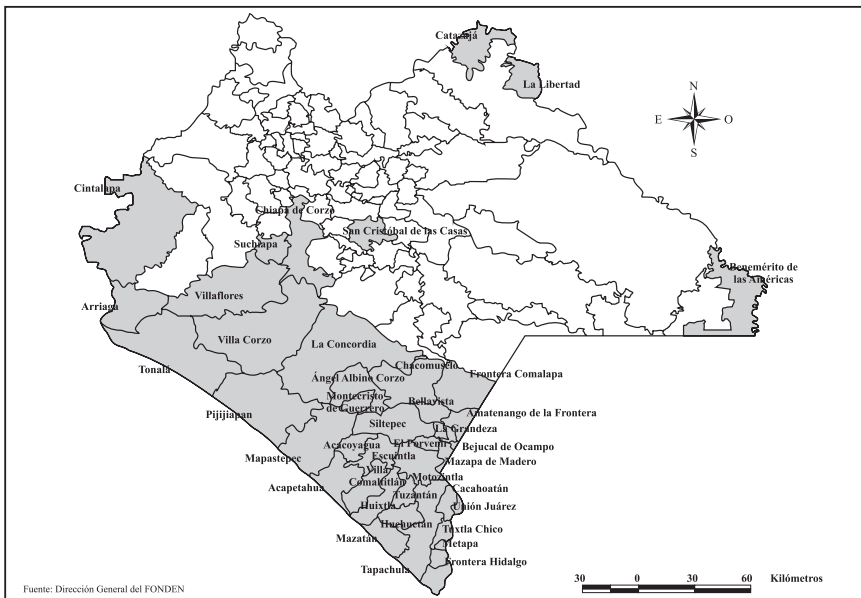 Catazajá
La Libertad
N
E
O
S
Cintalapa
Chiapa de Corzo
San Cristóbal de las Casas
Suchiapa
Benemérito de
las Américas
Villaflores
Arriaga
Villa Corzo
La Concordia
Tonalá
Chacomuselo
Frontera Comalapa
Ángel Albino Corzo
Montecristo
de Guerrero
Bellavista
Pijijiapan
Amatenango de la Frontera
Siltepec
La Grandeza
Acacoyagua
El Porvenir
Bejucal de Ocampo
Escuintla
Mapastepec
Mazapa de Madero
Villa
Comaltitlán
Motozintla
Acapetahua
Cacahoatán
Tuzantán
Huixtla
Unión Juárez
Huehuetán
Tuxtla Chico
Mazatán
Metapa
Frontera Hidalgo
Tapachula
30 0 30 60 Kilómetros
Fuente: Dirección General del FONDEN